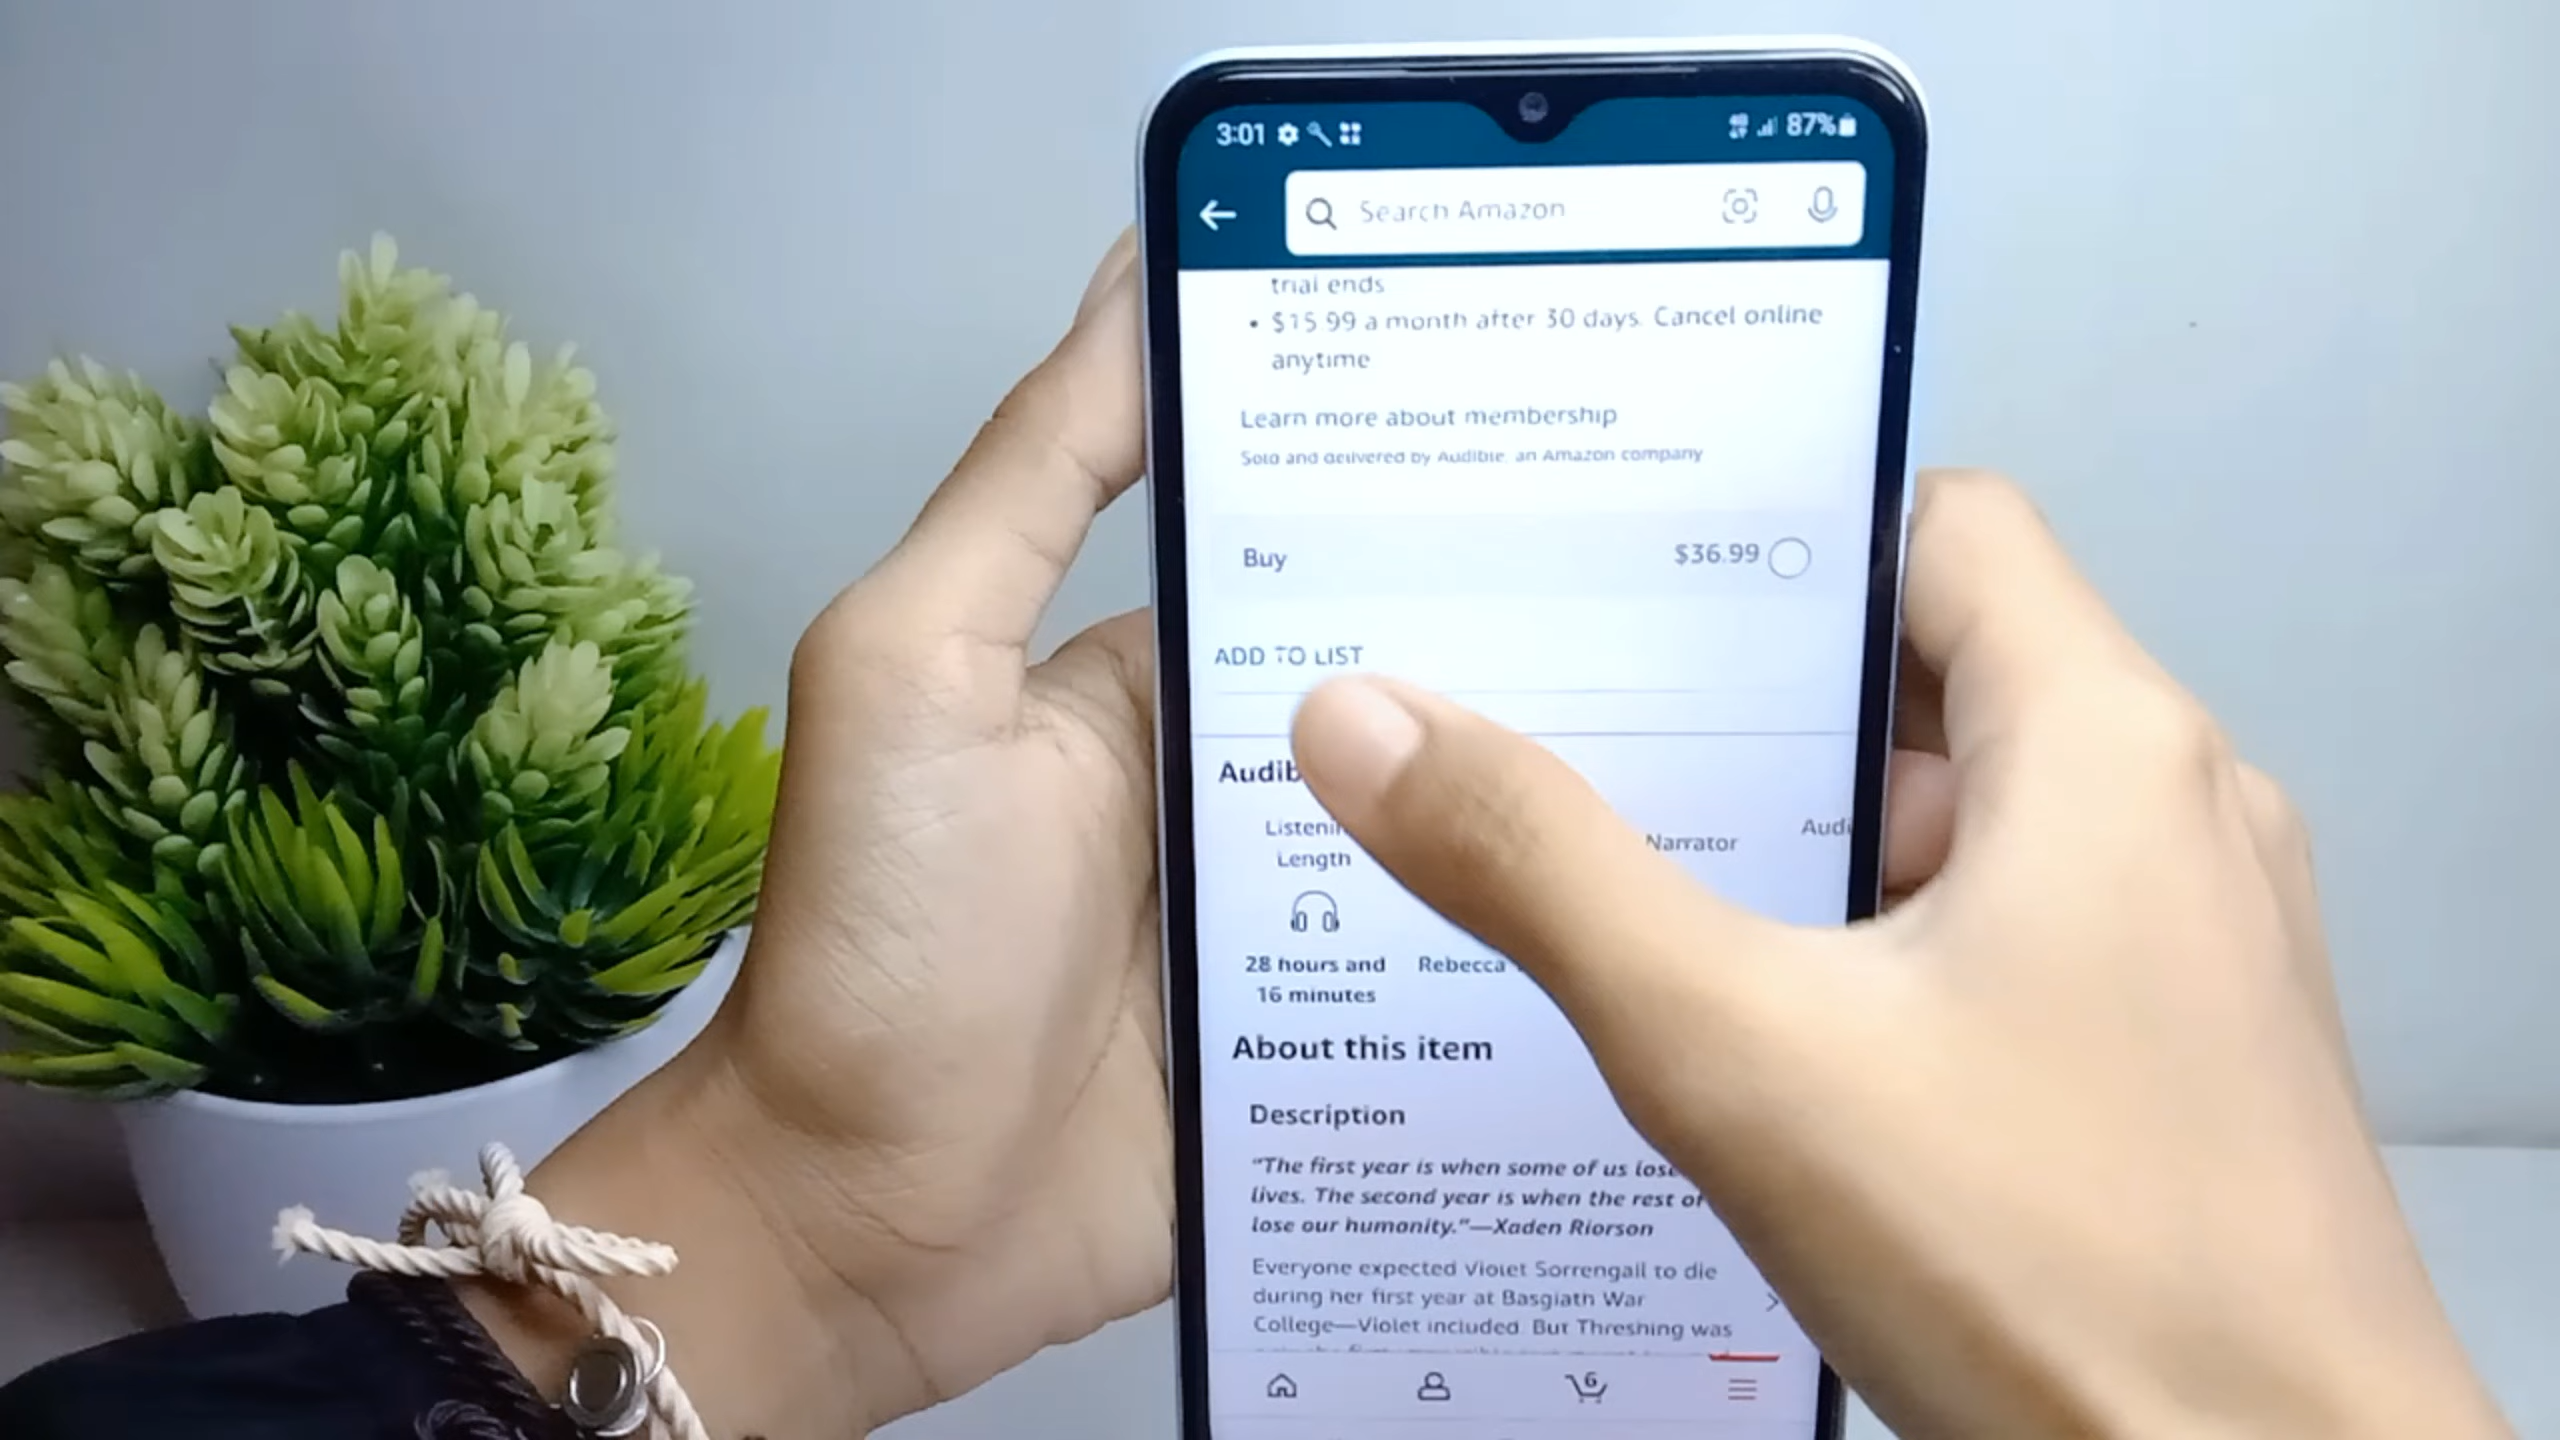 3:01
87%
Search Amazon
trial ends
• $15.99 a month after 30 days. Cancel online
anytime
Learn more about membership
Sold and delivered by Audible, an Amazon company
Buy $36.99
ADD TO LIST
Audib
Listenin
Length
Narrator
Audi
28 hours and
16 minutes
Rebecca
About this item
Description
"The first year is when some of us lose
lives. The second year is when the rest of
lose our humanity."—Xaden Riorson
Everyone expected Violet Sorrengail to die
during her first year at Basgiath War
College—Violet included. But Threshing was
6